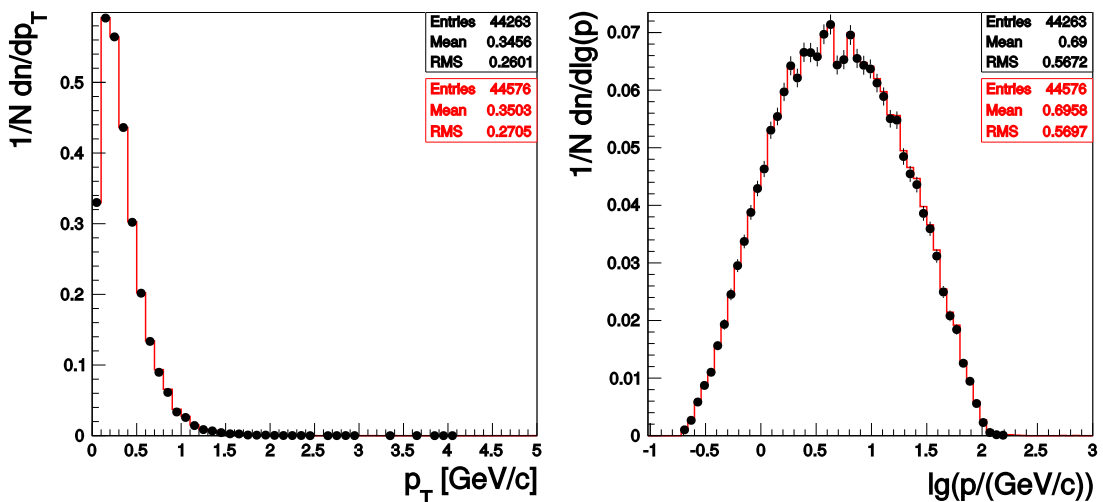 1/N dn/dp_T
0.5
0.4
0.3
0.2
0.1
0
Entries 44263
Mean 0.3456
RMS 0.2601
Entries 44576
Mean 0.3503
RMS 0.2705
0 0.5 1 1.5 2 2.5 3 3.5 4 4.5 5
p_T [GeV/c]
1/N dn/dlg(p)
0.07
0.06
0.05
0.04
0.03
0.02
0.01
0.00
Entries 44263
Mean 0.69
RMS 0.5672
Entries 44576
Mean 0.6958
RMS 0.5697
-1 -0.5 0 0.5 1 1.5 2 2.5 3
lg(p/(GeV/c))